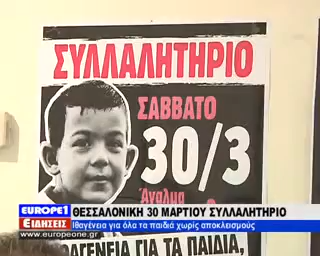 ΣΥΛΛΑΛΗΤΗΡΙΟ
ΣΑΒΒΑΤΟ
30/3
Άγαλμα
EUROPE1
ΕΙΔΗΣΕΙΣ
www.europeone.gr
ΘΕΣΣΑΛΟΝΙΚΗ 30 ΜΑΡΤΙΟΥ ΣΥΛΛΑΛΗΤΗΡΙΟ
Ιθαγένεια για όλα τα παιδιά χωρίς αποκλεισμούς
ΓΙΑ ΤΑ ΠΑΙΔΙΑ,